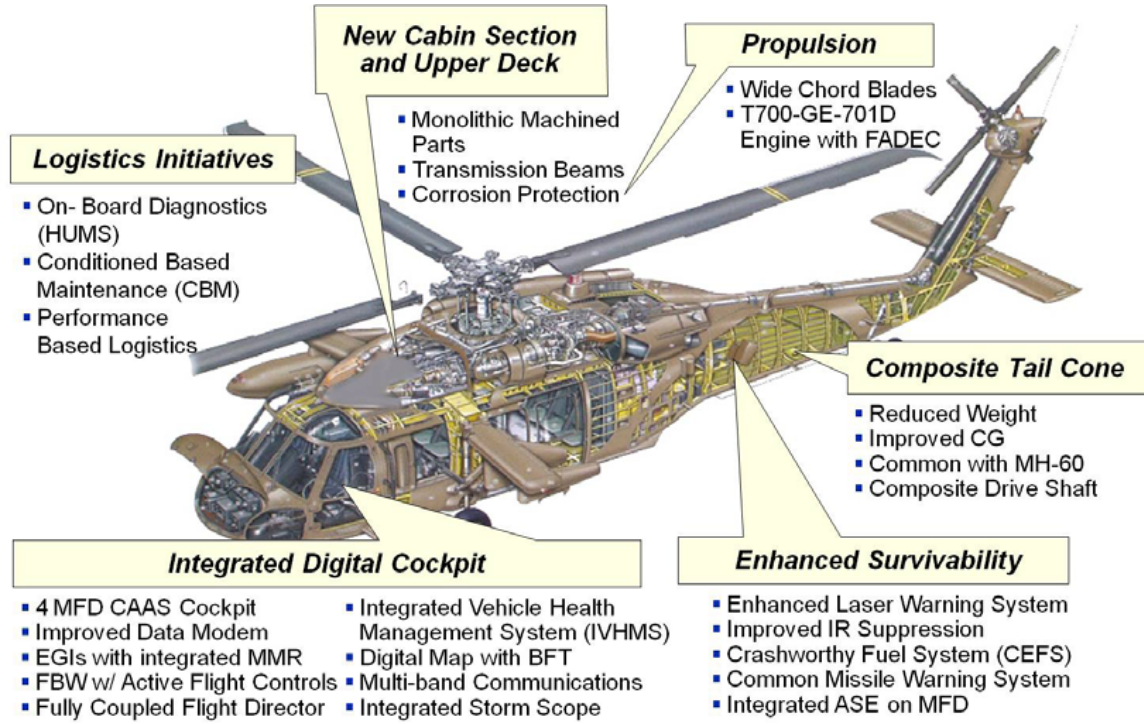 New Cabin Section
and Upper Deck
Monolithic Machined
Parts
Transmission Beams
Corrosion Protection
Propulsion
Wide Chord Blades
T700-GE-701D
Engine with FADEC
Logistics Initiatives
On- Board Diagnostics
(HUMS)
Conditioned Based
Maintenance (CBM)
Performance
Based Logistics
Composite Tail Cone
Reduced Weight
Improved CG
Common with MH-60
Composite Drive Shaft
Integrated Digital Cockpit
4 MFD CAAS Cockpit
Improved Data Modem
EGIs with integrated MMR
FBW w/ Active Flight Controls
Fully Coupled Flight Director
Integrated Vehicle Health
Management System (IVHMS)
Digital Map with BFT
Multi-band Communications
Integrated Storm Scope
Enhanced Survivability
Enhanced Laser Warning System
Improved IR Suppression
Crashworthy Fuel System (CEFS)
Common Missile Warning System
Integrated ASE on MFD